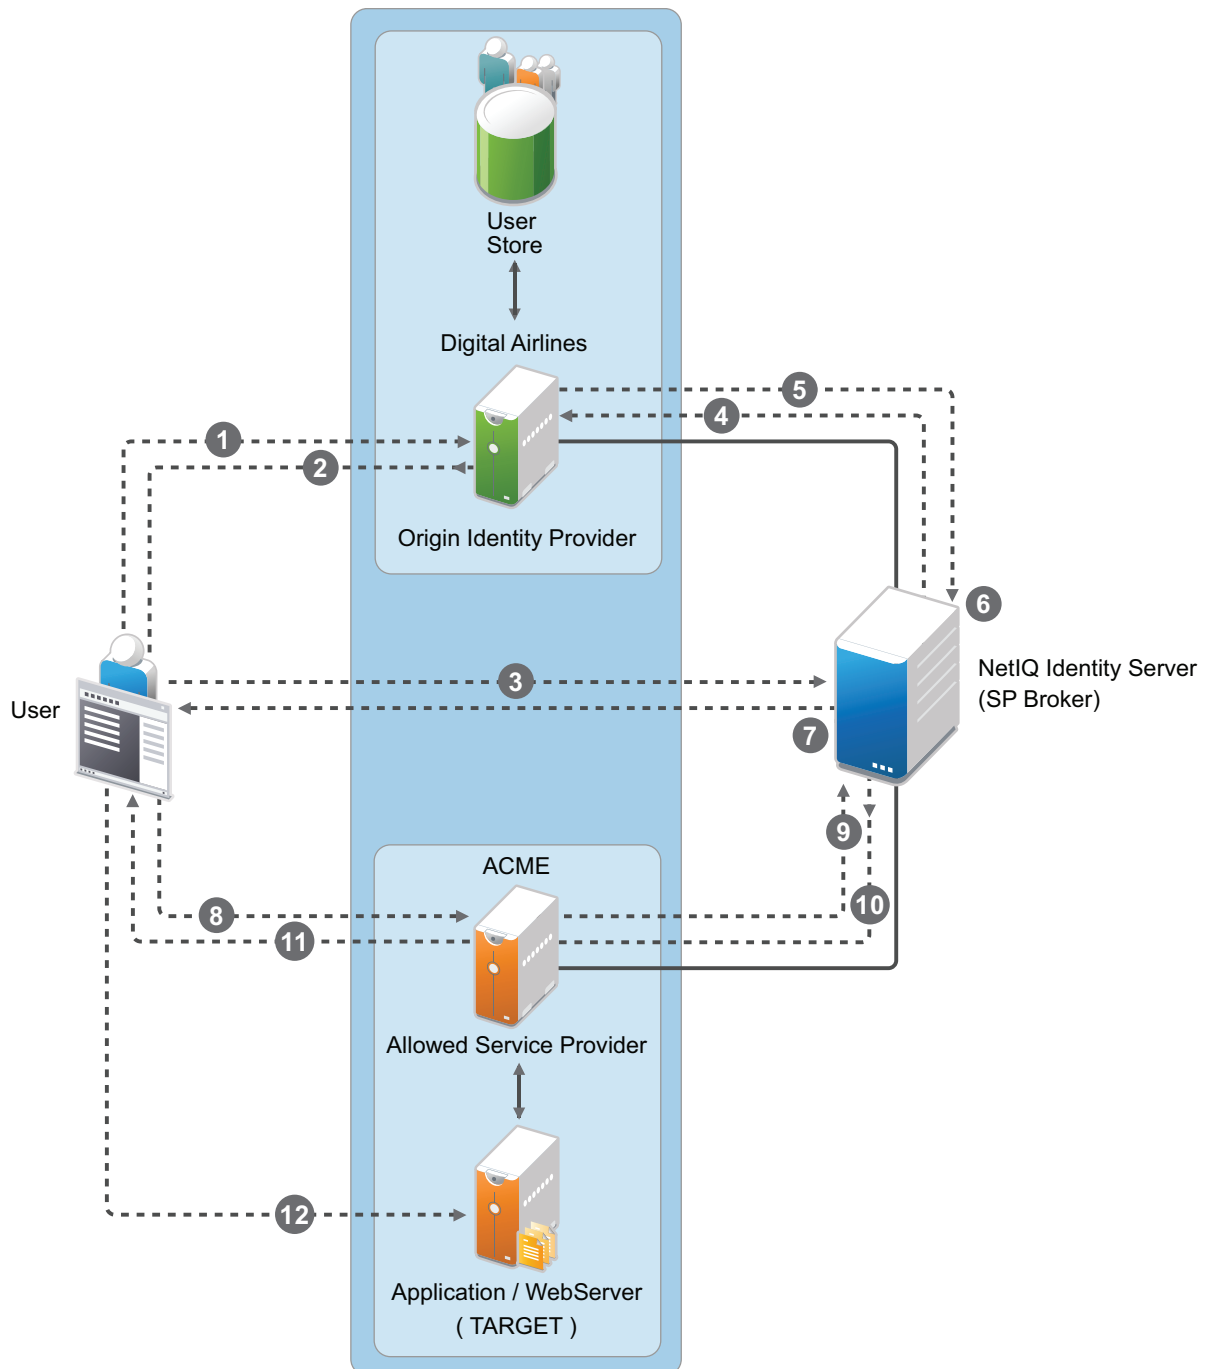 User
Store
Digital Airlines
5
4
1
2
Origin Identity Provider
6
3
NetIQ Identity Server
(SP Broker)
User
7
9
ACME
8
10
11
Allowed Service Provider
12
Application / WebServer
( TARGET )